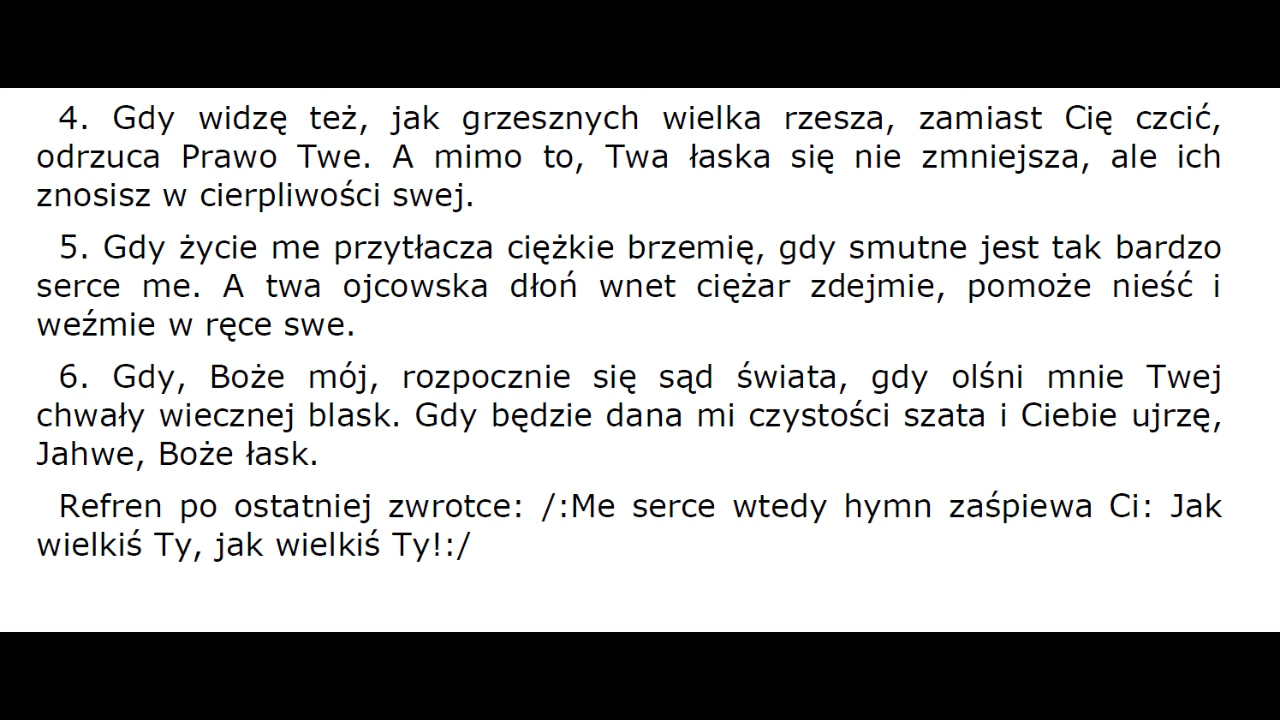 4. Gdy widzę też, jak grzesznych wielka rzesza, zamiast Cię czcić,
odrzuca Prawo Twe. A mimo to, Twa łaska się nie zmniejsza, ale ich
znosisz w cierpliwości swej.
5. Gdy życie me przytłacza ciężkie brzemię, gdy smutne jest tak bardzo
serce me. A twa ojcowska dłoń wnet ciężar zdejmie, pomoże nieść i
weźmie w ręce swe.
6. Gdy, Boże mój, rozpocznie się sąd świata, gdy olśni mnie Twej
chwały wiecznej blask. Gdy będzie dana mi czystości szata i Ciebie ujrzę,
Jahwe, Boże łask.
Refren po ostatniej zwrotce: /:Me serce wtedy hymn zaśpiewa Ci: Jak
wielkiś Ty, jak wielkiś Ty!:/